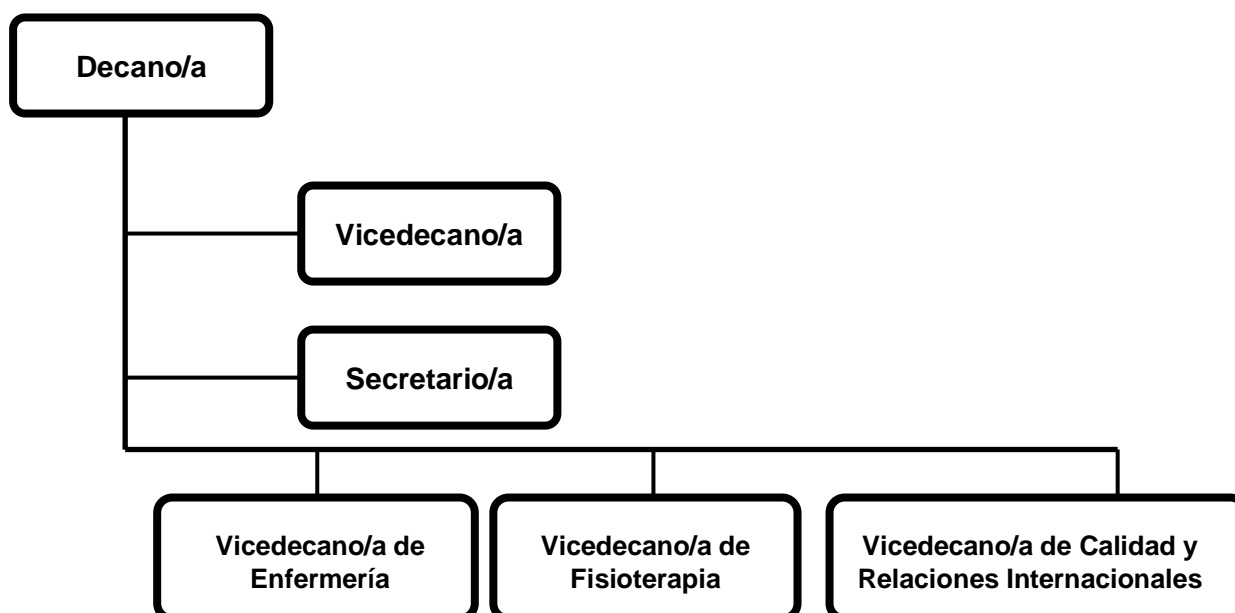 Decano/a
Vicedecano/a
Secretario/a
Vicedecano/a de
Enfermería
Vicedecano/a de
Fisioterapia
Vicedecano/a de Calidad y
Relaciones Internacionales